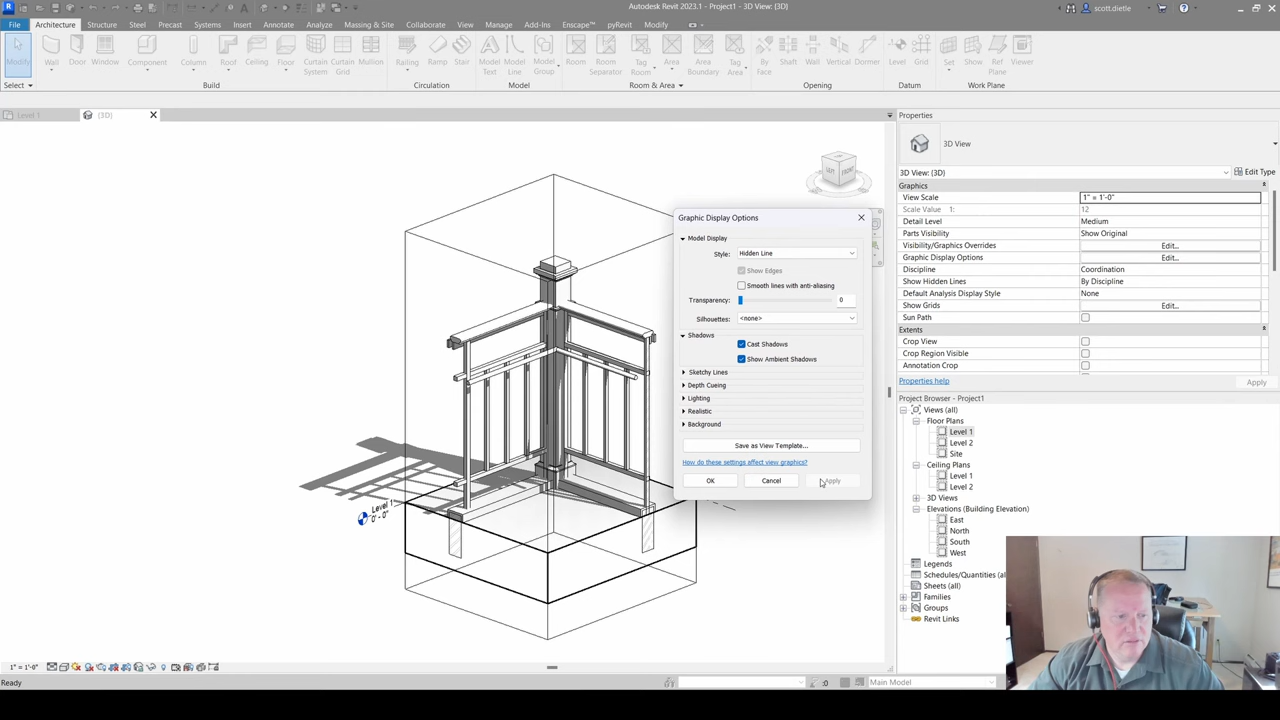 Autodesk Revit 2023.1 - Project1 - 3D View: {3D}
scott.dietle
File
Architecture
Structure
Steel
Precast
Systems
Insert
Annotate
Analyze
Massing & Site
Collaborate
View
Manage
Add-Ins
Enscape™
pyRevit
Modify
Modify
Wall
Door
Window
Component
Column
Roof
Ceiling
Floor
Curtain System
Curtain Grid
Mullion
Railing
Ramp
Stair
Model Text
Model Line
Model Group
Room
Room Separator
Tag Room
Area
Area Boundary
Tag Area
By Face
Shaft
Wall
Vertical
Dormer
Level
Grid
Set
Show
Ref Plane
Viewer
Select
Build
Circulation
Model
Room & Area
Opening
Datum
Work Plane
Level 1
{3D}
LEFT
FRONT
Level 1
0' - 0"
Graphic Display Options
Model Display
Style: Hidden Line
Show Edges
Smooth lines with anti-aliasing
Transparency: 0
Silhouettes: <none>
Shadows
Cast Shadows
Show Ambient Shadows
Sketchy Lines
Depth Cueing
Lighting
Realistic
Background
Save as View Template...
How do these settings affect view graphics?
OK
Cancel
Apply
Properties
3D View
3D View: {3D}
Edit Type
Graphics
View Scale 1" = 1'-0"
Scale Value 1: 12
Detail Level Medium
Parts Visibility Show Original
Visibility/Graphics Overrides Edit...
Graphic Display Options Edit...
Discipline Coordination
Show Hidden Lines By Discipline
Default Analysis Display Style None
Show Grids Edit...
Sun Path
Extents
Crop View
Crop Region Visible
Annotation Crop
Properties help
Apply
Project Browser - Project1
Views (all)
Floor Plans
Level 1
Level 2
Site
Ceiling Plans
Level 1
Level 2
3D Views
Elevations (Building Elevation)
East
North
South
West
Legends
Schedules/Quantities (al
Sheets (all)
Families
Groups
Revit Links
1" = 1'-0"
Ready
:0
Main Model